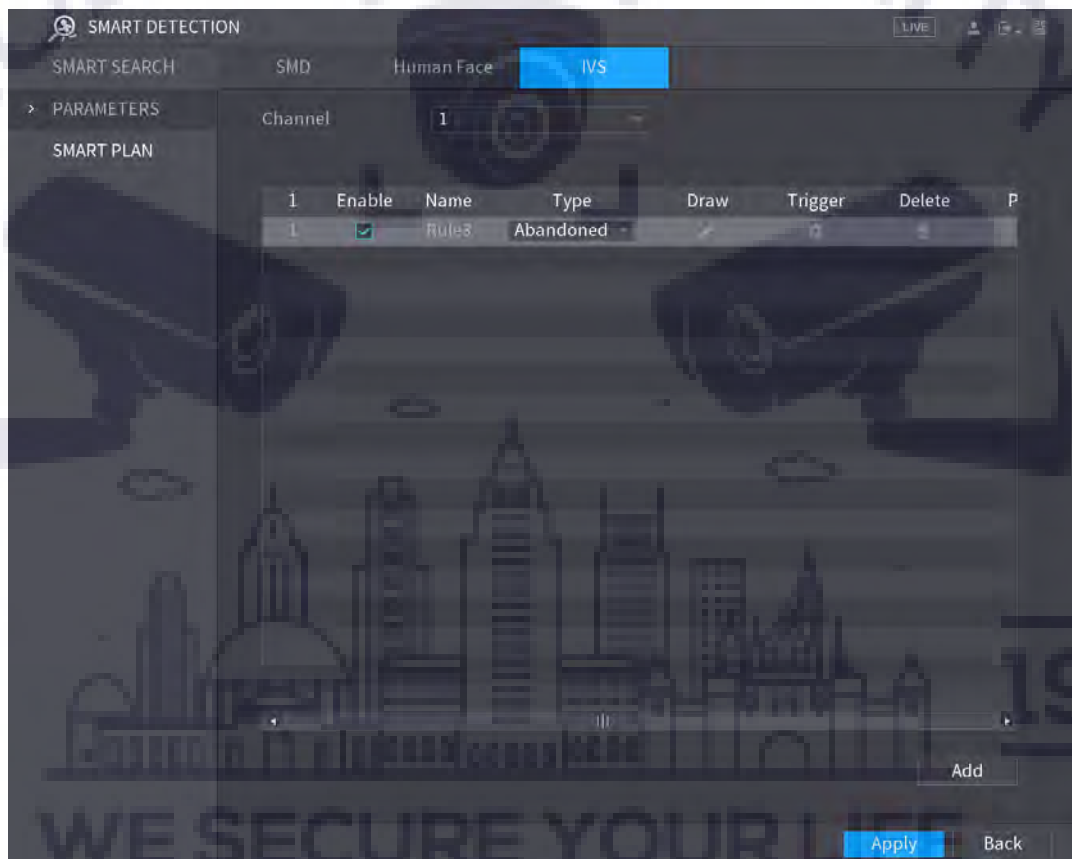 SMART DETECTION
LIVE
SMART SEARCH SMD Human Face IVS
PARAMETERS
Channel 1
SMART PLAN
1 Enable Name Type Draw Trigger Delete P
1 Rule3 Abandoned
Add
WE SECURE YOUR LIFE
Apply Back